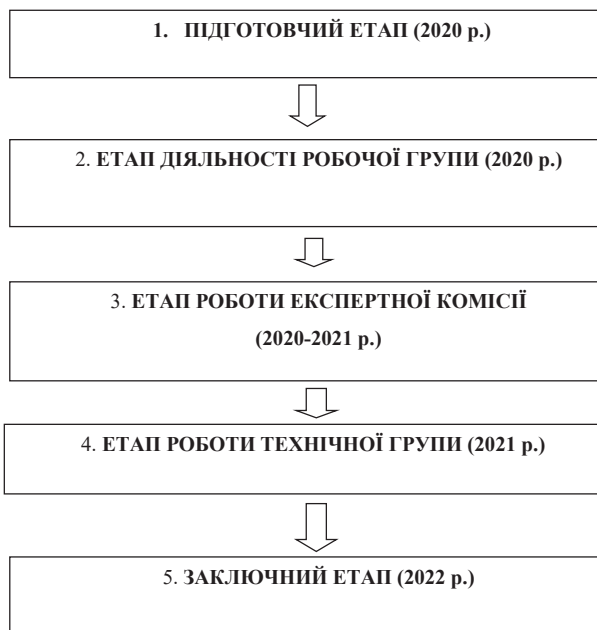 1. ПІДГОТОВЧИЙ ЕТАП (2020 р.)
2. ЕТАП ДІЯЛЬНОСТІ РОБОЧОЇ ГРУПИ (2020 р.)
3. ЕТАП РОБОТИ ЕКСПЕРТНОЇ КОМІСІЇ
(2020-2021 р.)
4. ЕТАП РОБОТИ ТЕХНІЧНОЇ ГРУПИ (2021 р.)
5. ЗАКЛЮЧНИЙ ЕТАП (2022 р.)